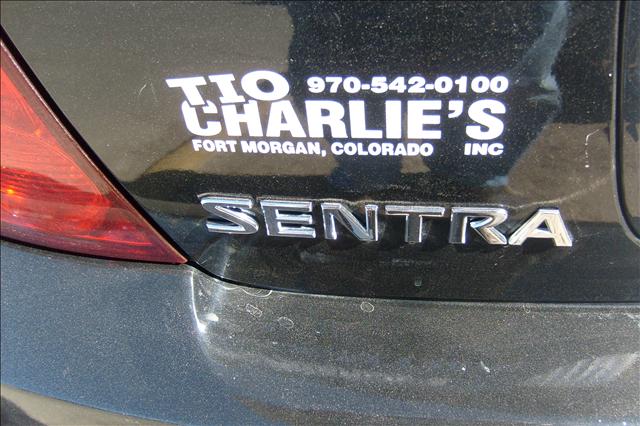 TIO 970-542-0100
CHARLIE'S
FORT MORGAN, COLORADO INC
SENTRA